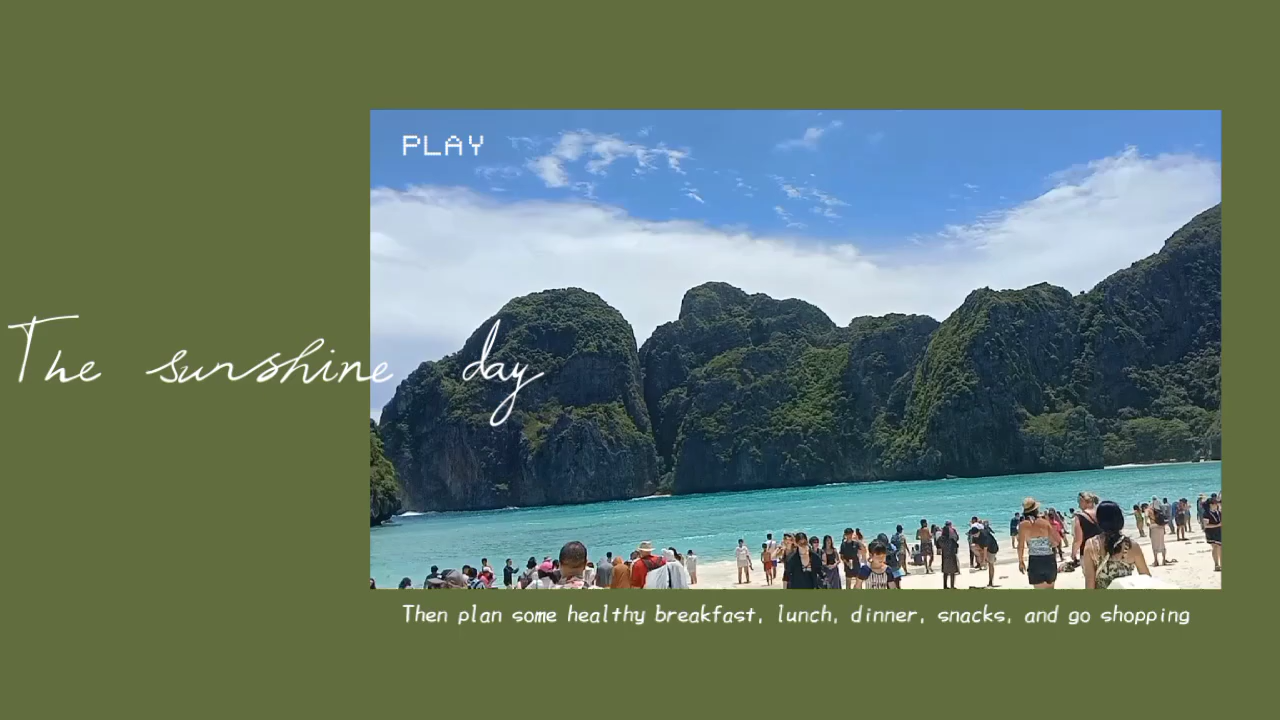 PLAY
The sunshine day
Then plan some healthy breakfast, lunch, dinner, snacks, and go shopping